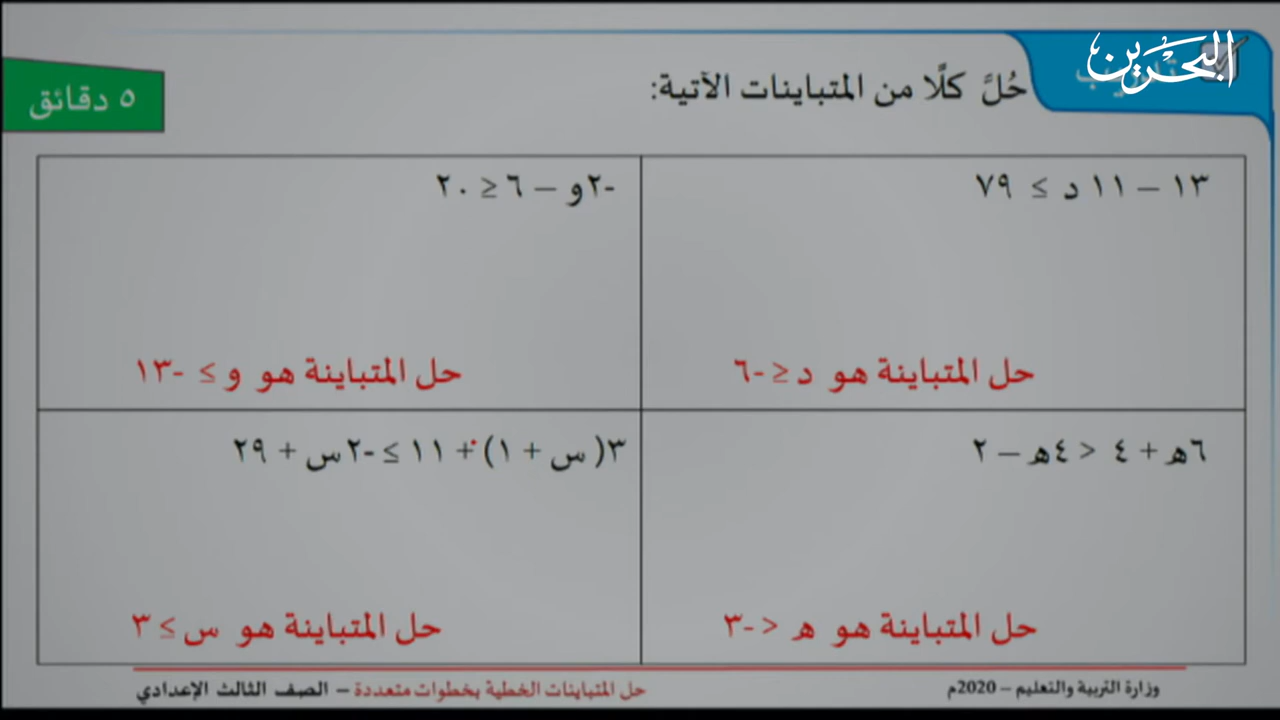 البحرين
حُلَّ كلًا من المتباينات الآتية:
٥ دقائق
١٣ – ١١ د ≥ ٧٩
-٢و – ٦ ≤ ٢٠
حل المتباينة هو د ≤ -٦
حل المتباينة هو و ≥ -١٣
٦هـ + ٤ < ٤هـ – ٢
٣( س + ١) + ١١ ≤ -٢س + ٢٩
حل المتباينة هو هـ < -٣
حل المتباينة هو س ≤ ٣
وزارة التربية والتعليم – 2020م
حل المتباينات الخطية بخطوات متعددة – الصف الثالث الإعدادي